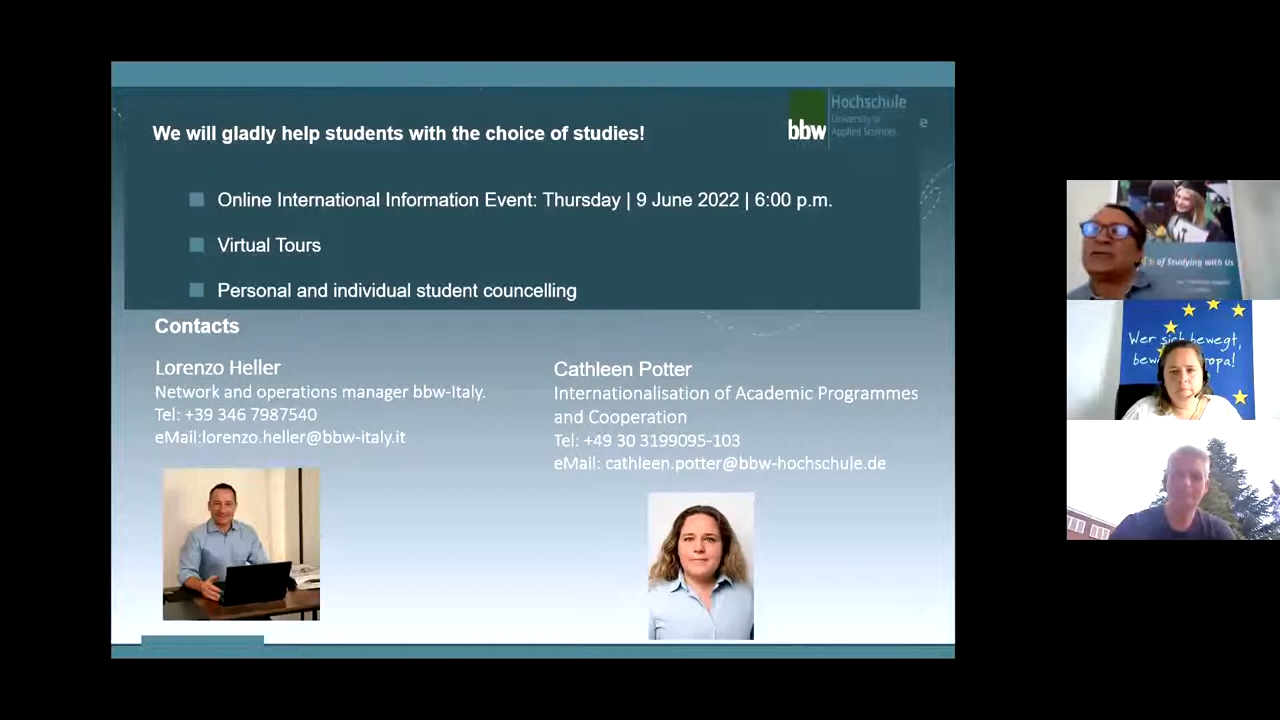 We will gladly help students with the choice of studies!
bbw
Hochschule
University of
Applied Sciences
e
Online International Information Event: Thursday | 9 June 2022 | 6:00 p.m.
Virtual Tours
Personal and individual student councelling
Contacts
Lorenzo Heller
Network and operations manager bbw-Italy.
Tel: +39 346 7987540
eMail:lorenzo.heller@bbw-italy.it
Cathleen Potter
Internationalisation of Academic Programmes
and Cooperation
Tel: +49 30 3199095-103
eMail: cathleen.potter@bbw-hochschule.de
of Studying with Us
Wer sich bewegt,